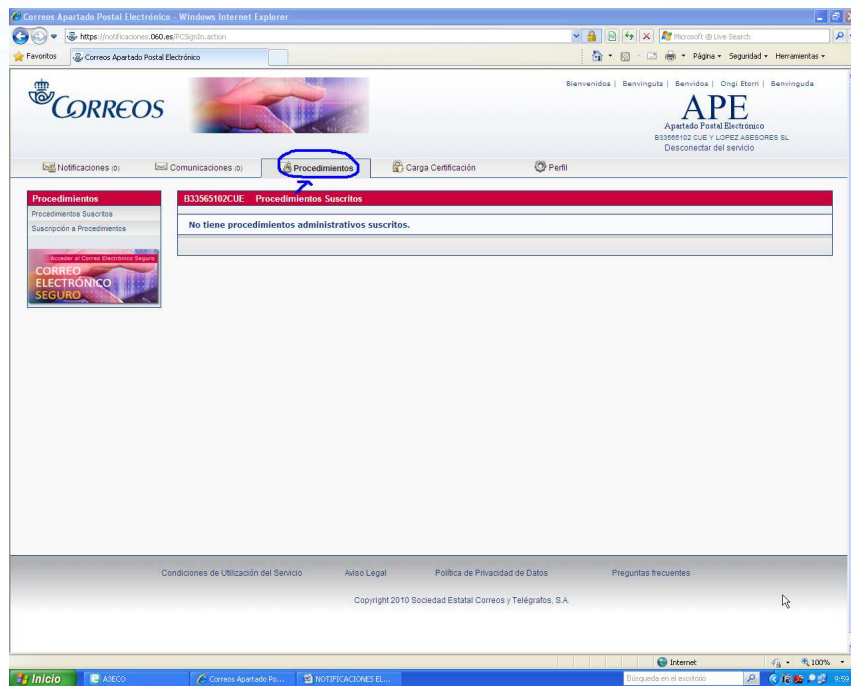 Correos Apartado Postal Electrónico - Windows Internet Explorer
https://notificaciones.060.es/PCSignIn.action
Microsoft @ Live Search
Favoritos
Correos Apartado Postal Electrónico
Página
Seguridad
Herramientas
CORREOS
Bienvenidos | Benvinguts | Benvidos | Ongi Etorri | Benvinguda
APE
Apartado Postal Electrónico
B33565102 CUE Y LOPEZ ASESORES SL
Desconectar del servicio
Notificaciones (0)
Comunicaciones (0)
Procedimientos
Carga Certificación
Perfil
Procedimientos
Procedimientos Suscritos
Suscripción a Procedimientos
Acceder al Correo Electrónico Seguro
CORREO
ELECTRÓNICO
SEGURO
B33565102CUE Procedimientos Suscritos
No tiene procedimientos administrativos suscritos.
Condiciones de Utilización del Servicio
Aviso Legal
Política de Privacidad de Datos
Preguntas frecuentes
Copyright 2010 Sociedad Estatal Correos y Telégrafos, S.A.
Internet
100%
Inicio
A3ECO
Correos Apartado Po...
NOTIFICACIONES EL...
Búsqueda en el escritorio
9:59